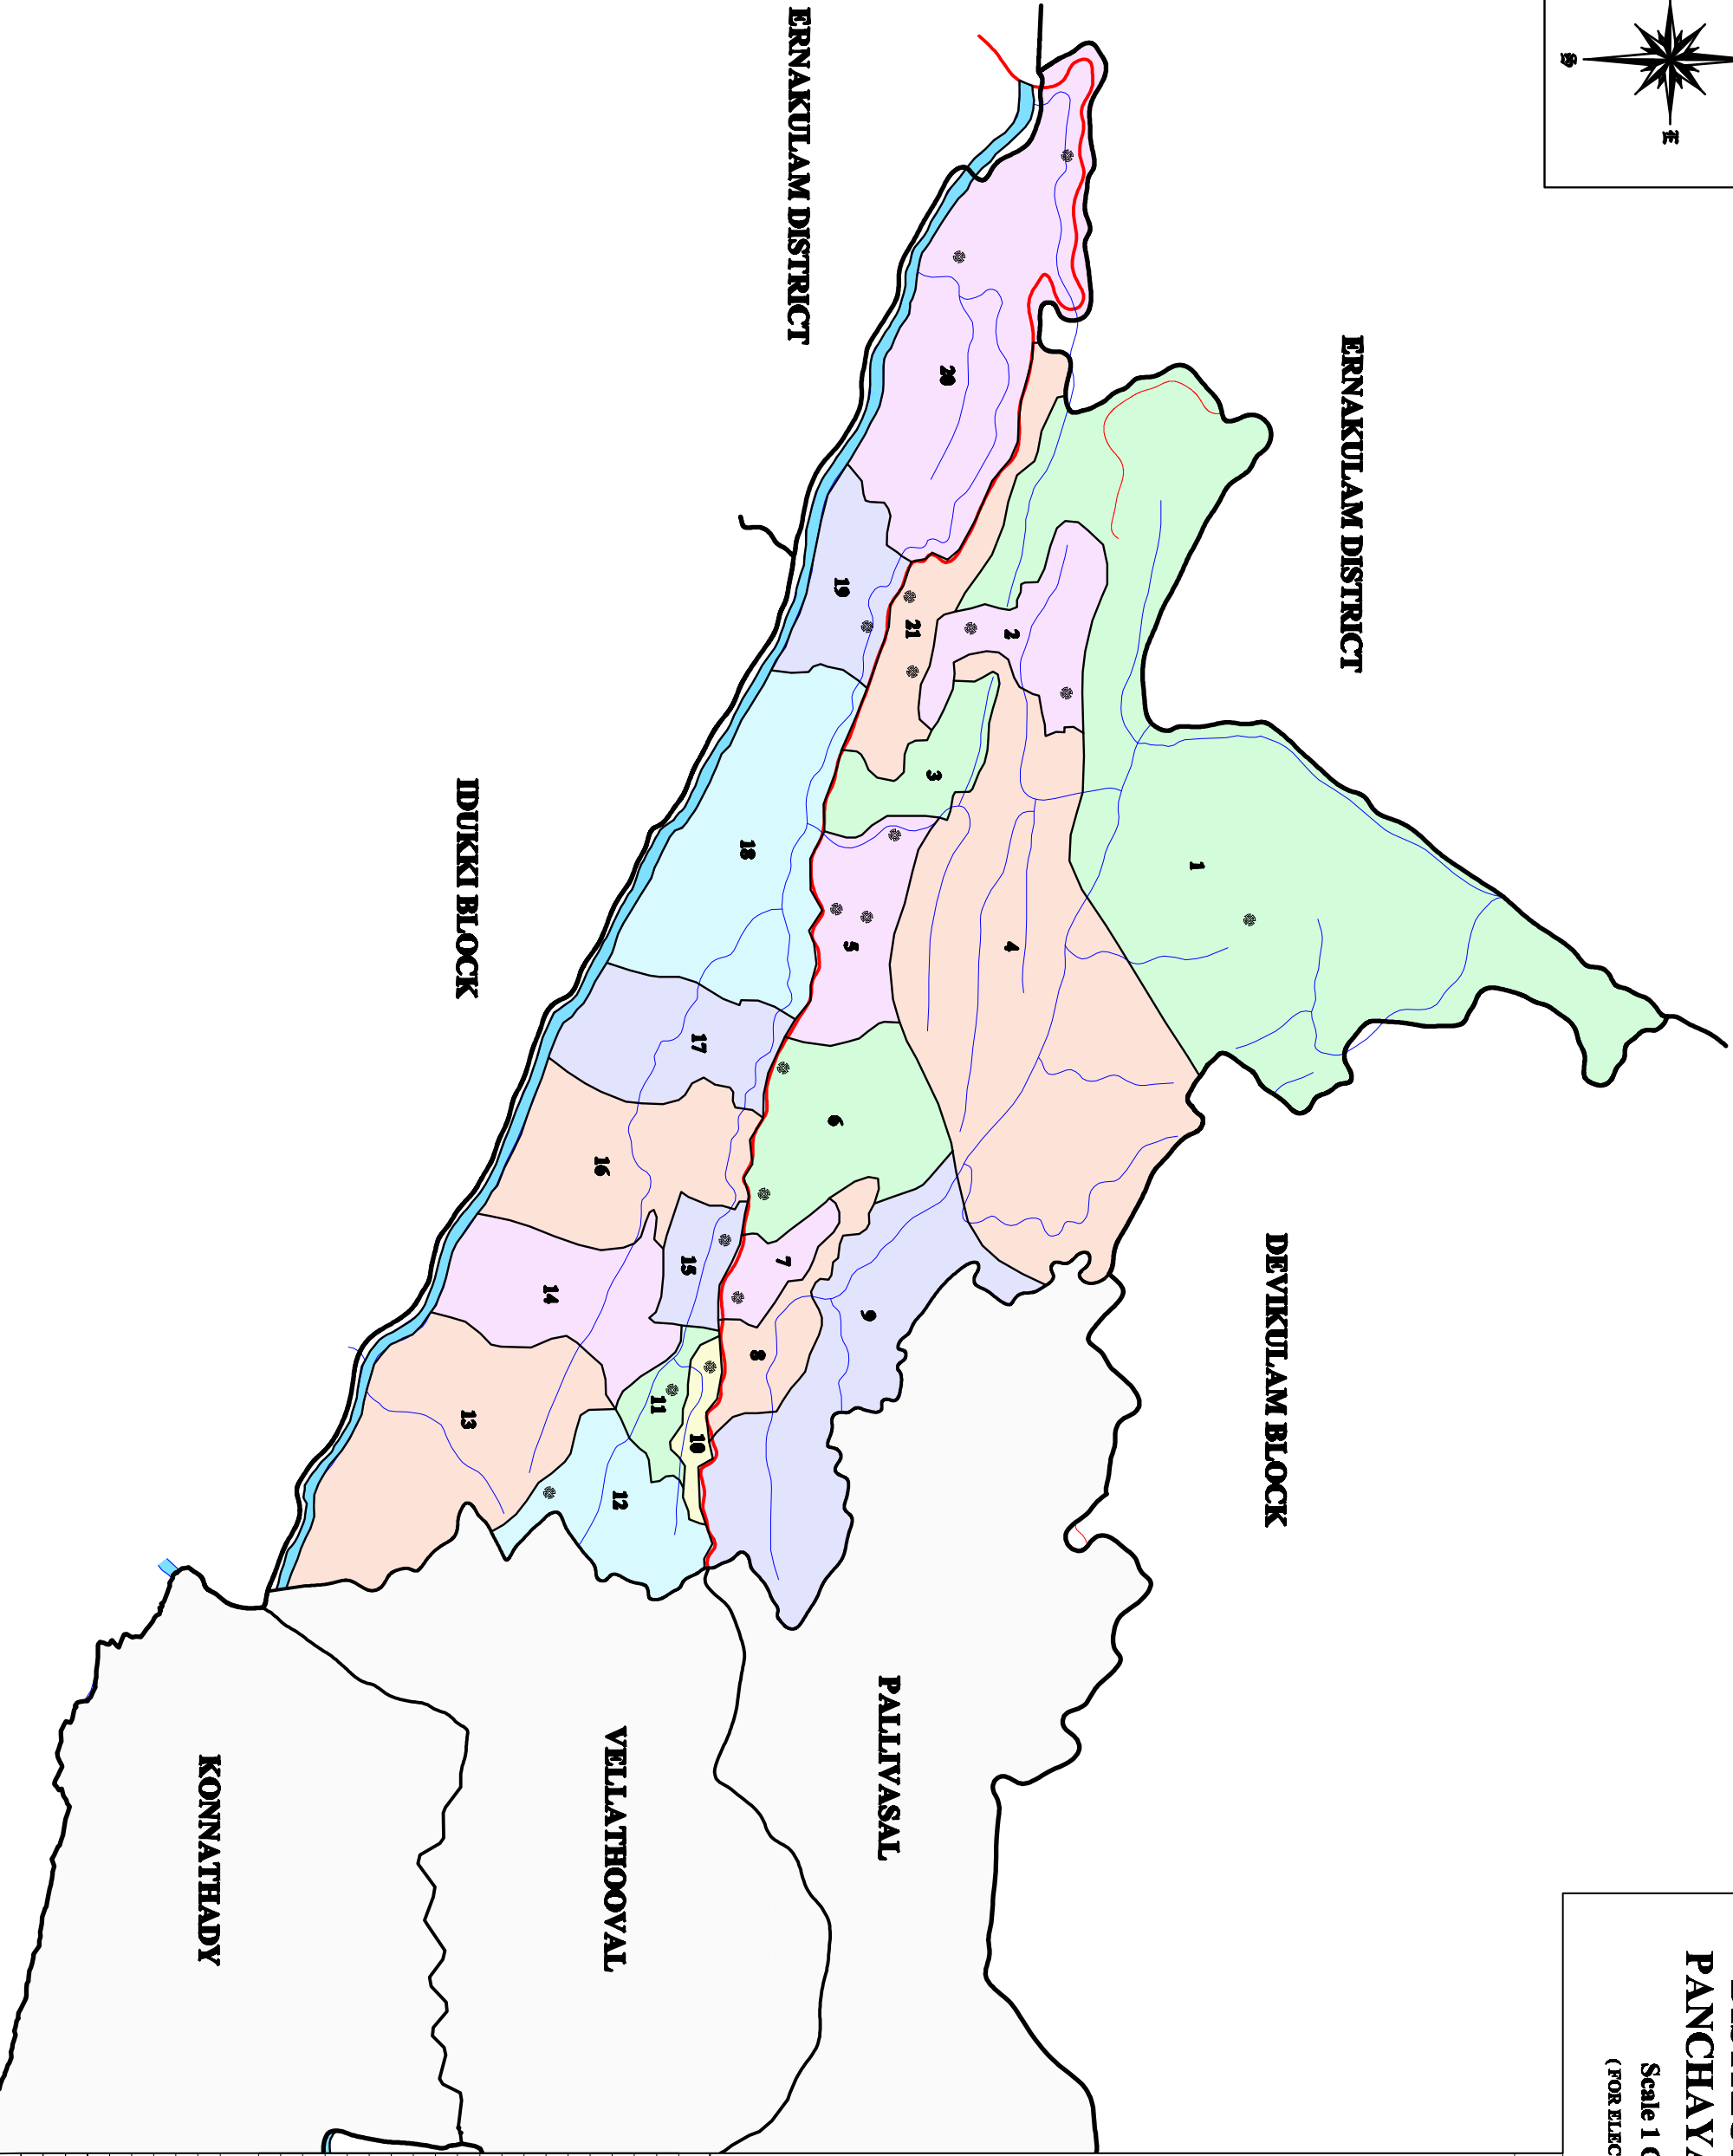 PANCHAYA
E
Scale 1
( FOR ELEC
S
ERNAKULAM DISTRICT
DEVIKULAM BLOCK
1
2
4
20
3
21
PALLIVASAL
9
5
19
6
ERNAKULAM DISTRICT
7
8
18
17
10
15
11
12
VELLATHOOVAL
16
14
13
IDUKKI BLOCK
KONNATHADY